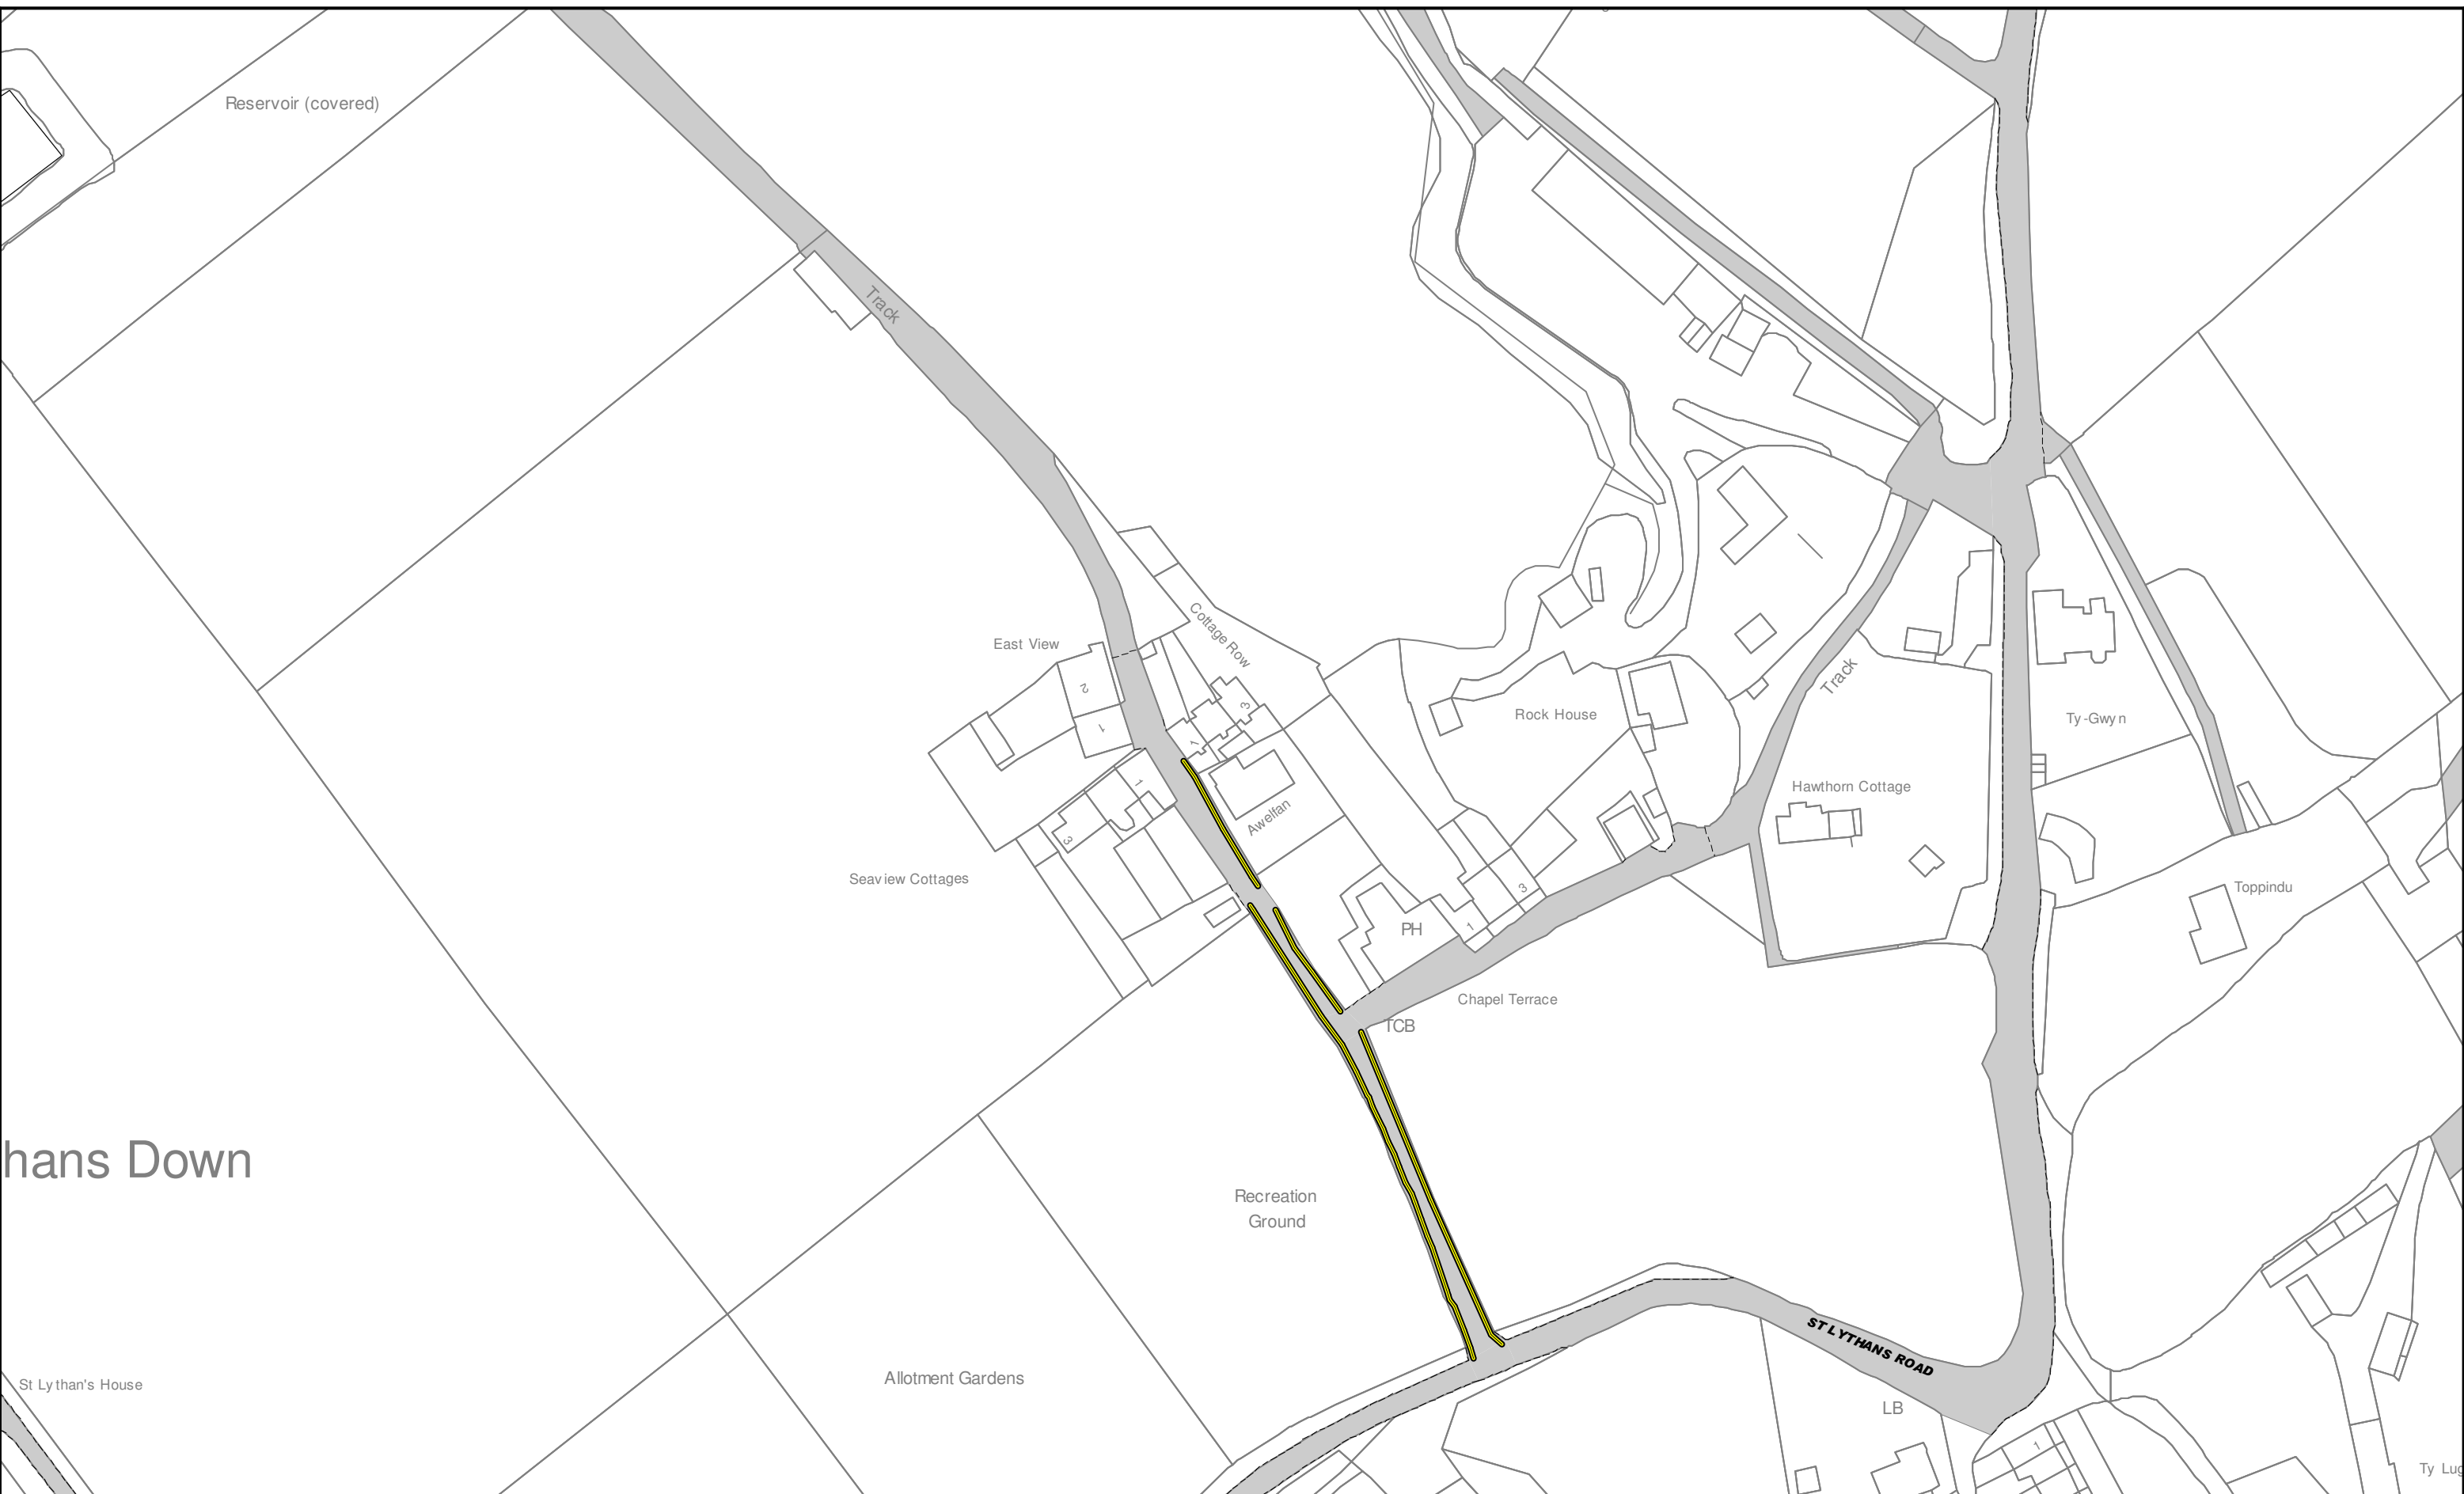 Reservoir (covered)
Track
East View
Cottage Row
2
1
3
1
1
3
Awelfan
Seaview Cottages
Rock House
Track
Ty-Gwyn
Hawthorn Cottage
Toppindu
PH
1
3
Chapel Terrace
TCB
hans Down
Recreation
Ground
Allotment Gardens
St Lythan's House
ST LYTHANS ROAD
LB
1
Ty Lug